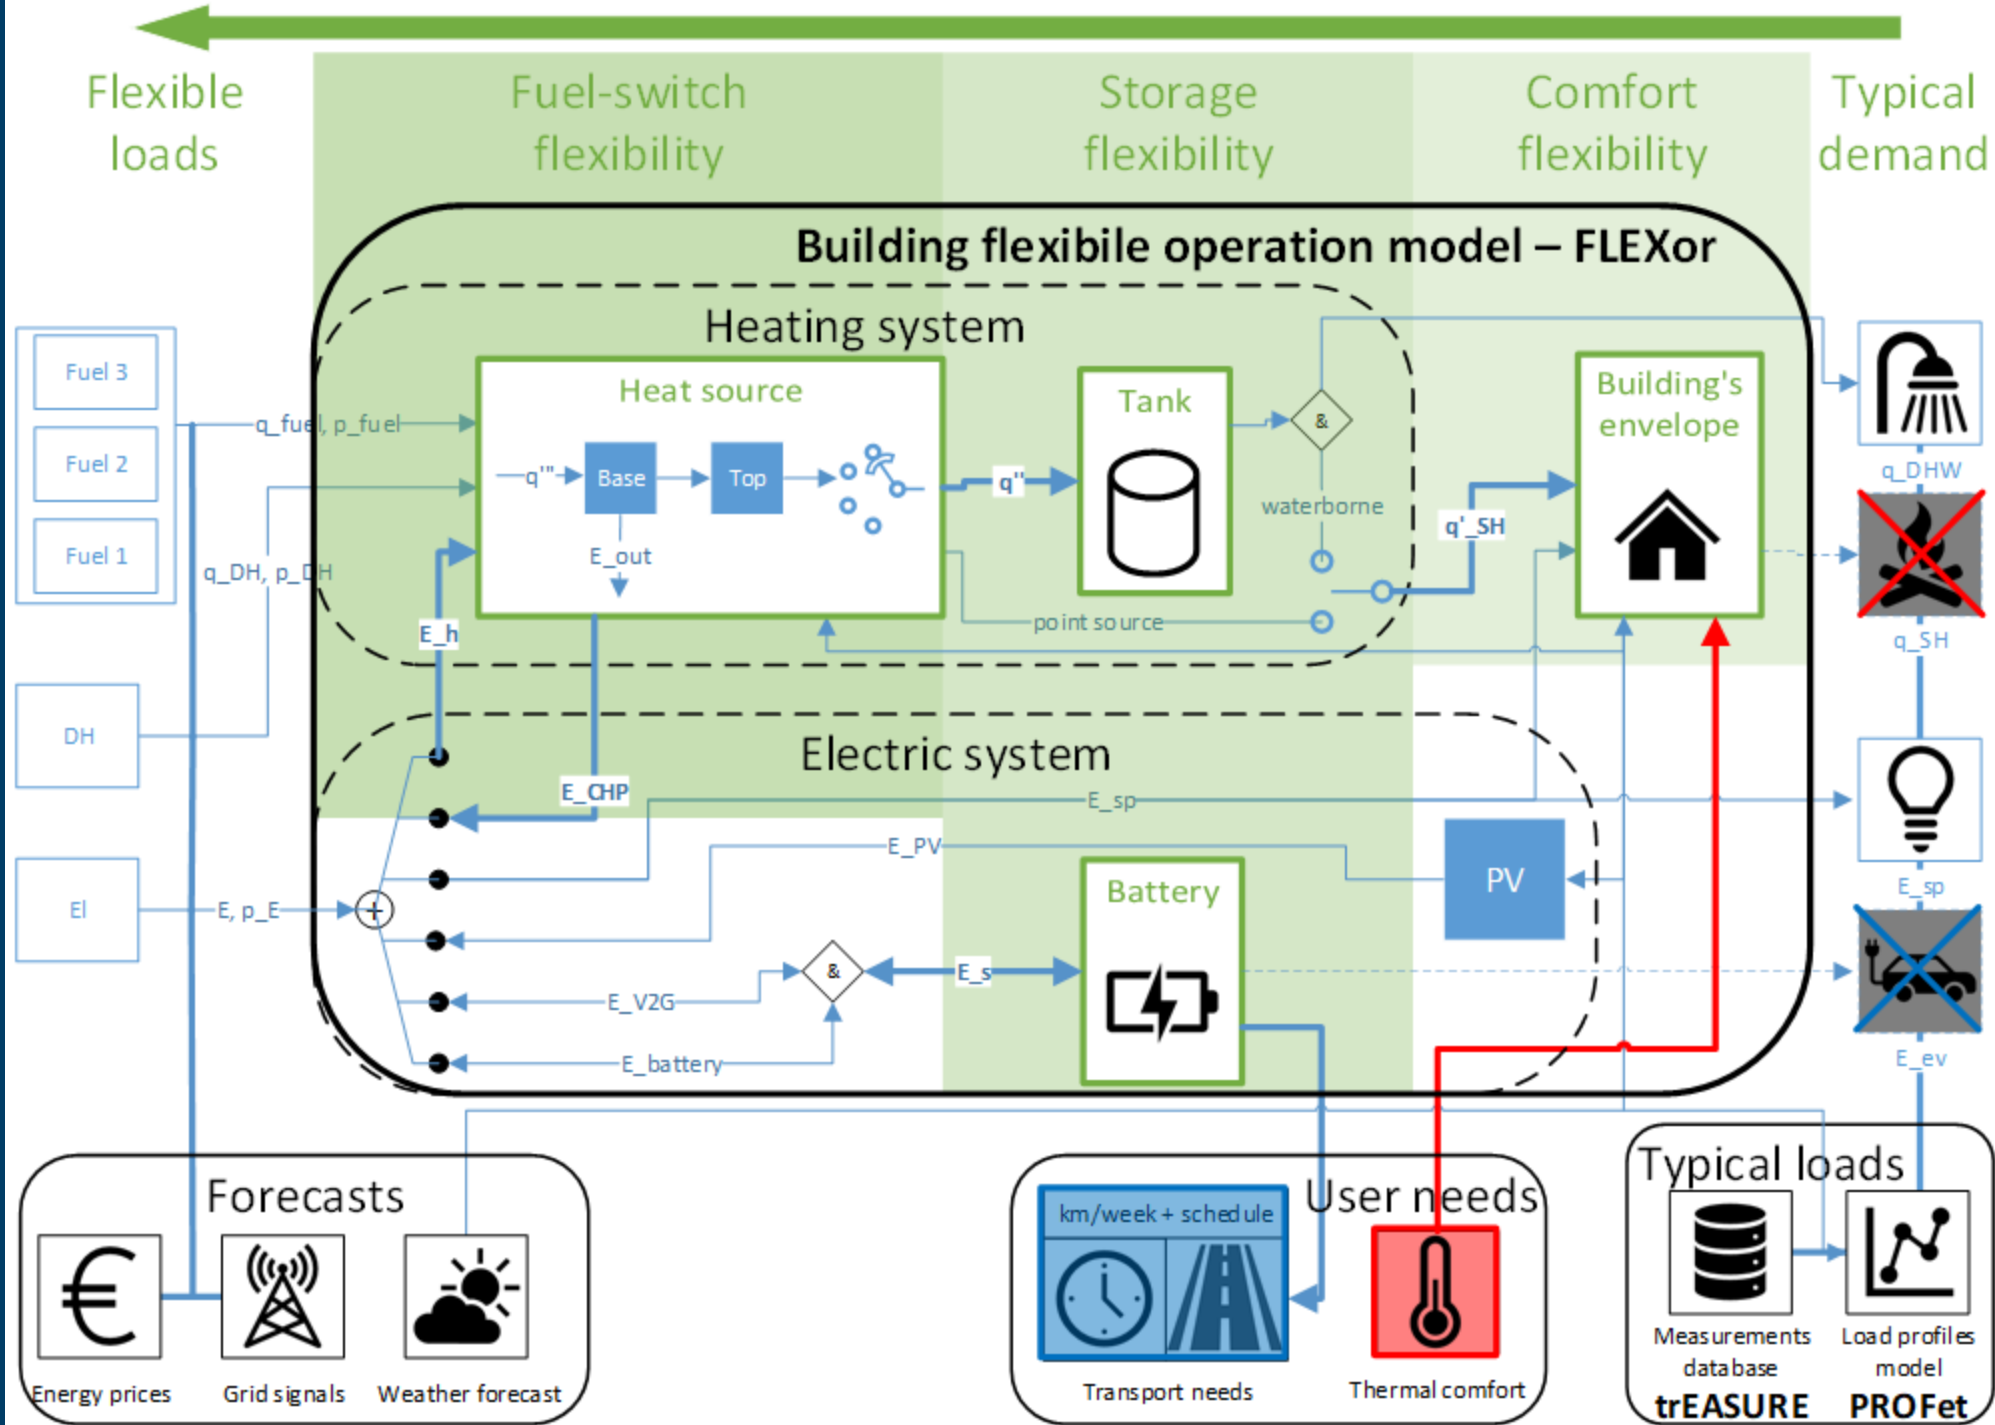 Flexible
loads
Fuel-switch
flexibility
Storage
flexibility
Comfort
flexibility
Typical
demand
Building flexibile operation model – FLEXor
Heating system
Fuel 3
Fuel 2
Fuel 1
q_fuel, p_fuel
q_DH, p_DH
Heat source
q'''
Base
Top
E_out
q''
Tank
&
waterborne
point source
q'_SH
Building's
envelope
q_DHW
q_SH
E_h
DH
Electric system
E_CHP
E_sp
E_PV
PV
E_sp
El
E, p_E
+
Battery
&
E_s
E_V2G
E_battery
E_ev
Forecasts
Energy prices
Grid signals
Weather forecast
User needs
km/week + schedule
Transport needs
Thermal comfort
Typical loads
Measurements
database
trEASURE
Load profiles
model
PROFet